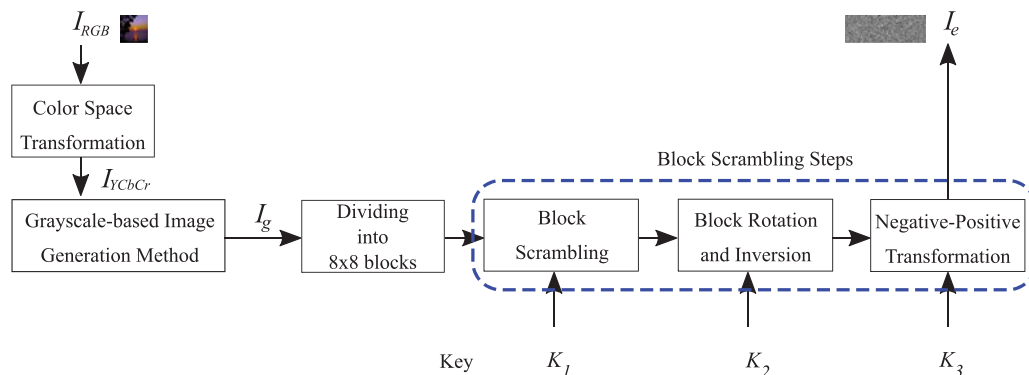 I_RGB
I_e
Color Space
Transformation
I_YCbCr
Grayscale-based Image
Generation Method
I_g
Dividing
into
8x8 blocks
Block Scrambling Steps
Block
Scrambling
Block Rotation
and Inversion
Negative-Positive
Transformation
Key
K_1
K_2
K_3